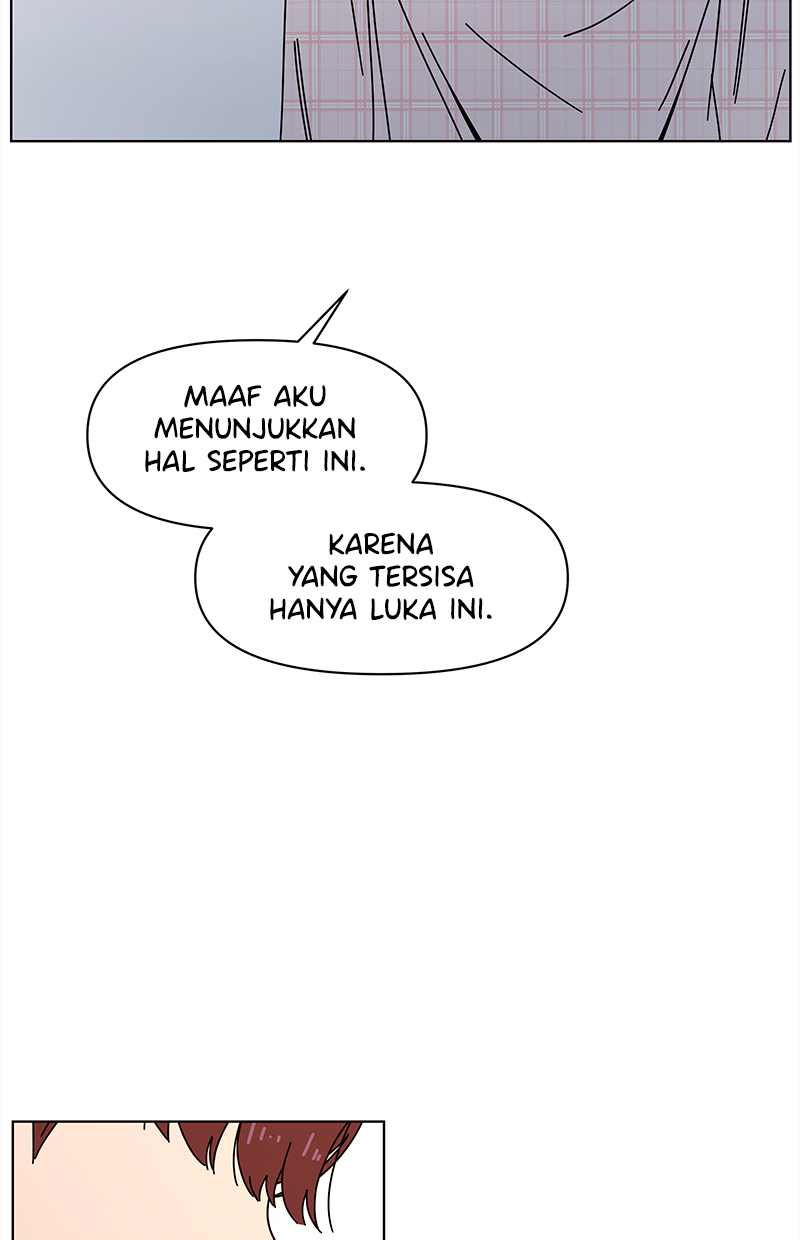 MAAF AKU
MENUNJUKKAN
HAL SEPERTI INI.
KARENA
YANG TERSISA
HANYA LUKA INI.